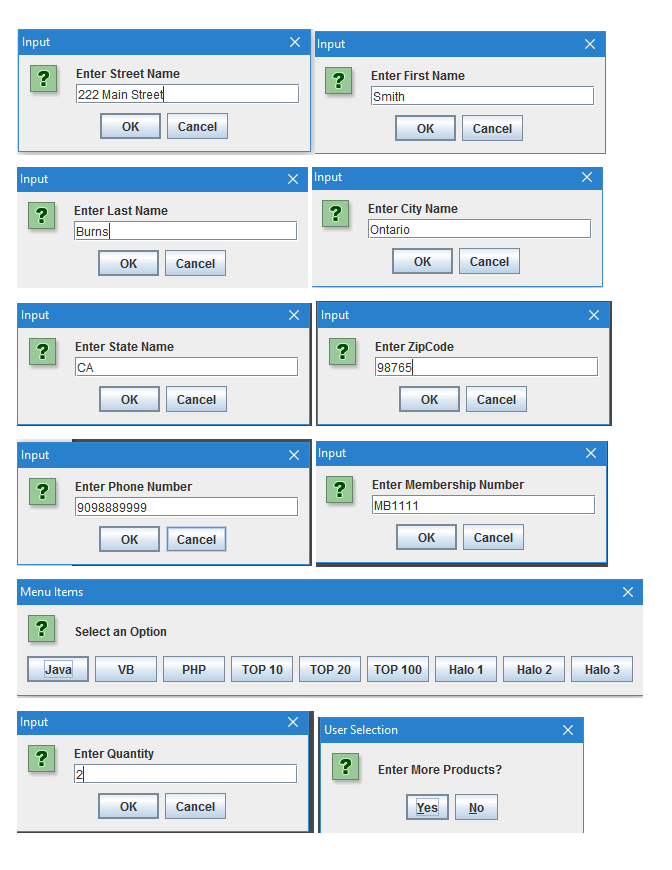 Input
Enter Street Name
222 Main Street
OK Cancel
Input
Enter First Name
Smith
OK Cancel
Input
Enter Last Name
Burns
OK Cancel
Input
Enter City Name
Ontario
OK Cancel
Input
Enter State Name
CA
OK Cancel
Input
Enter ZipCode
98765
OK Cancel
Input
Enter Phone Number
9098889999
OK Cancel
Input
Enter Membership Number
MB1111
OK Cancel
Menu Items
Select an Option
Java VB PHP TOP 10 TOP 20 TOP 100 Halo 1 Halo 2 Halo 3
Input
Enter Quantity
2
OK Cancel
User Selection
Enter More Products?
Yes No